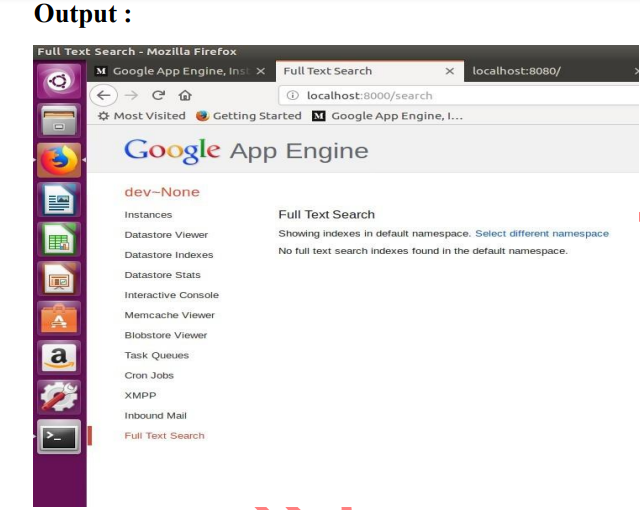 Output :
Full Text Search - Mozilla Firefox
M Google App Engine, Inst × Full Text Search × localhost:8080/ ×
localhost:8000/search
Most Visited Getting Started M Google App Engine, I...
Google App Engine
dev~None
Instances
Datastore Viewer
Datastore Indexes
Datastore Stats
Interactive Console
Memcache Viewer
Blobstore Viewer
Task Queues
Cron Jobs
XMPP
Inbound Mail
Full Text Search
Full Text Search
Showing indexes in default namespace. Select different namespace
No full text search indexes found in the default namespace.